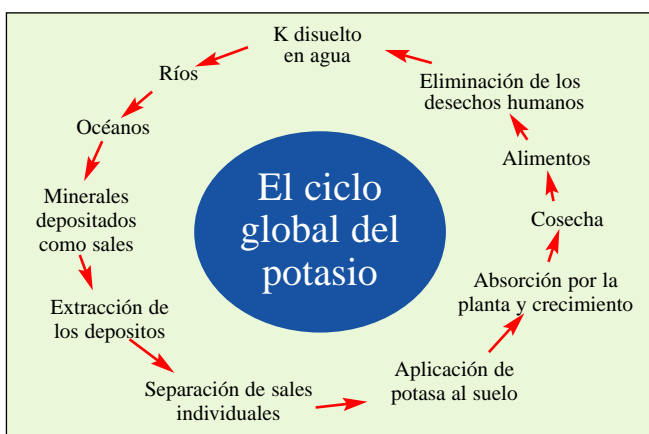 K disuelto
en agua
Ríos
Océanos
Minerales
depositados
como sales
Extracción de
los depositos
Separación de sales
individuales
Aplicación de
potasa al suelo
Absorción por la
planta y crecimiento
Cosecha
Alimentos
Eliminación de los
desechos humanos
El ciclo
global del
potasio